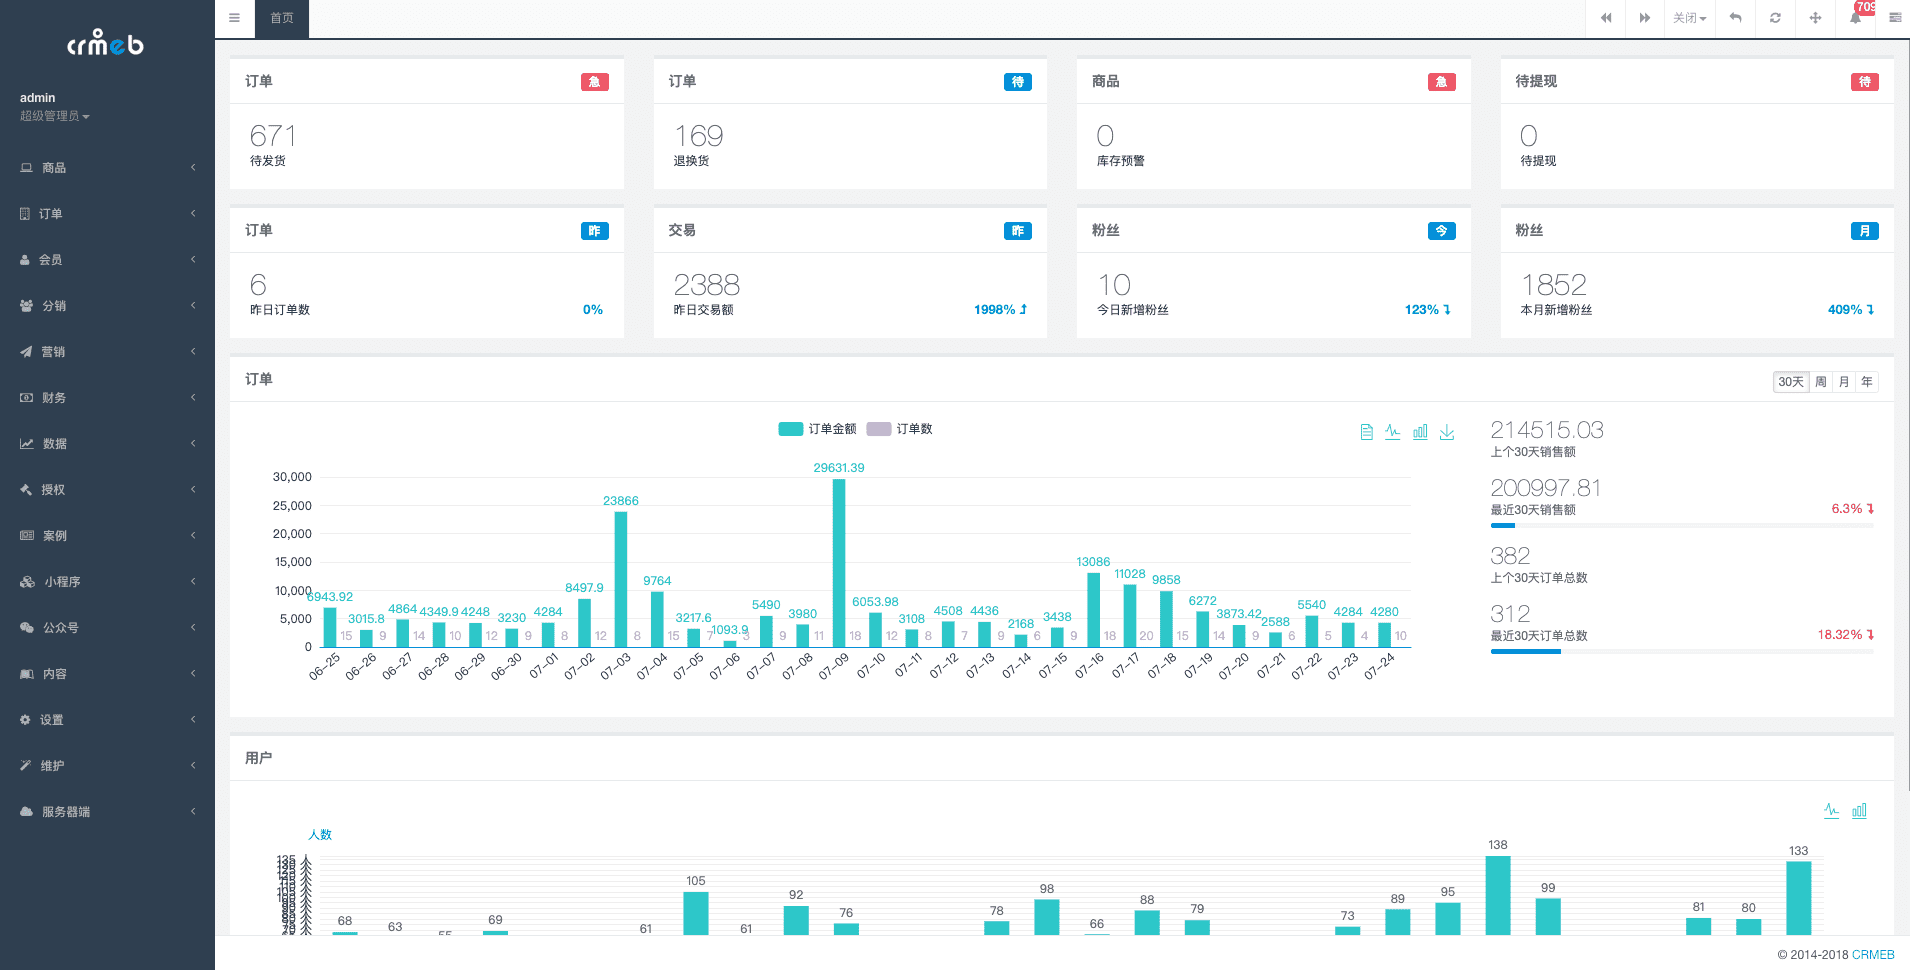 crmeb
admin
超级管理员
商品
订单
会员
分销
营销
财务
数据
授权
案例
小程序
公众号
内容
设置
维护
服务器端
首页
关闭
709
订单 急
671
待发货
订单 待
169
退换货
商品 急
0
库存预警
待提现 待
0
待提现
订单 昨
6
昨日订单数 0%
交易 昨
2388
昨日交易额 1998%
粉丝 今
10
今日新增粉丝 123%
粉丝 月
1852
本月新增粉丝 409%
订单
30天 周 月 年
订单金额 订单数
30,000
25,000
20,000
15,000
10,000
5,000
0
6943.92 3015.8 4864 4349.9 4248 3230 4284 8497.9 23866 9764 3217.6 1093.9 5490 3980 29631.39 6053.98 3108 4508 4436 2168 3438 13086 11028 9858 6272 3873.42 2588 5540 4284 4280
15 9 14 10 12 9 8 12 8 15 7 3 9 11 18 12 8 7 9 6 9 18 20 15 14 9 6 5 4 10
06-25 06-26 06-27 06-28 06-29 06-30 07-01 07-02 07-03 07-04 07-05 07-06 07-07 07-08 07-09 07-10 07-11 07-12 07-13 07-14 07-15 07-16 07-17 07-18 07-19 07-20 07-21 07-22 07-23 07-24
214515.03
上个30天销售额
200997.81
最近30天销售额 6.3%
382
上个30天订单总数
312
最近30天订单总数 18.32%
用户
人数
135 人
68 63 55 69 61 105 61 92 76 78 98 66 88 79 73 89 95 138 99 81 80 133
© 2014-2018 CRMEB